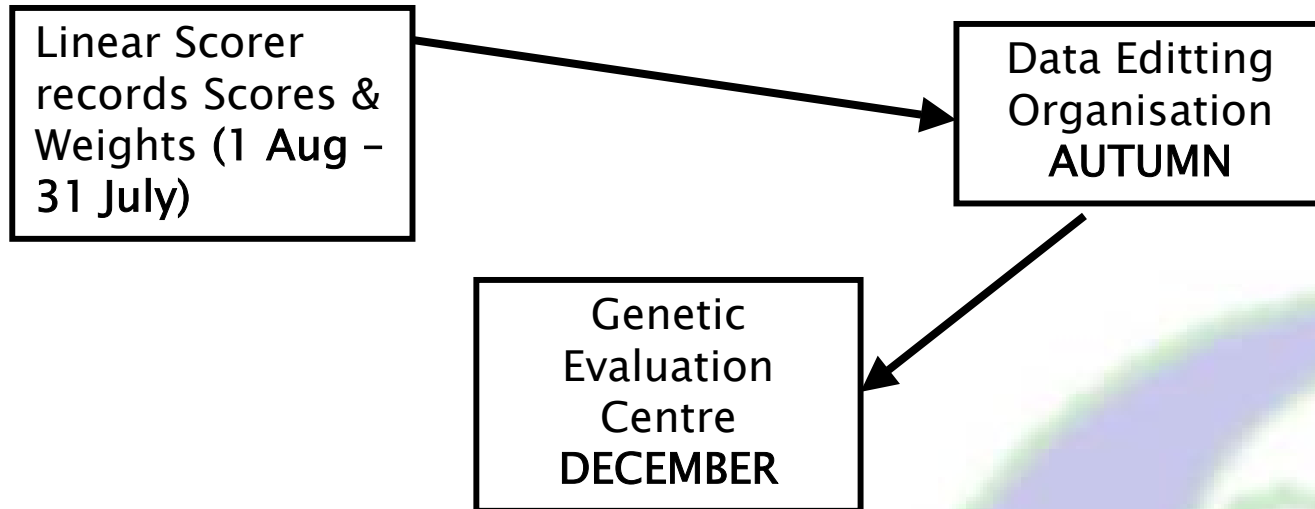 Linear Scorer
records Scores &
Weights (1 Aug –
31 July)
Data Editting
Organisation
AUTUMN
Genetic
Evaluation
Centre
DECEMBER